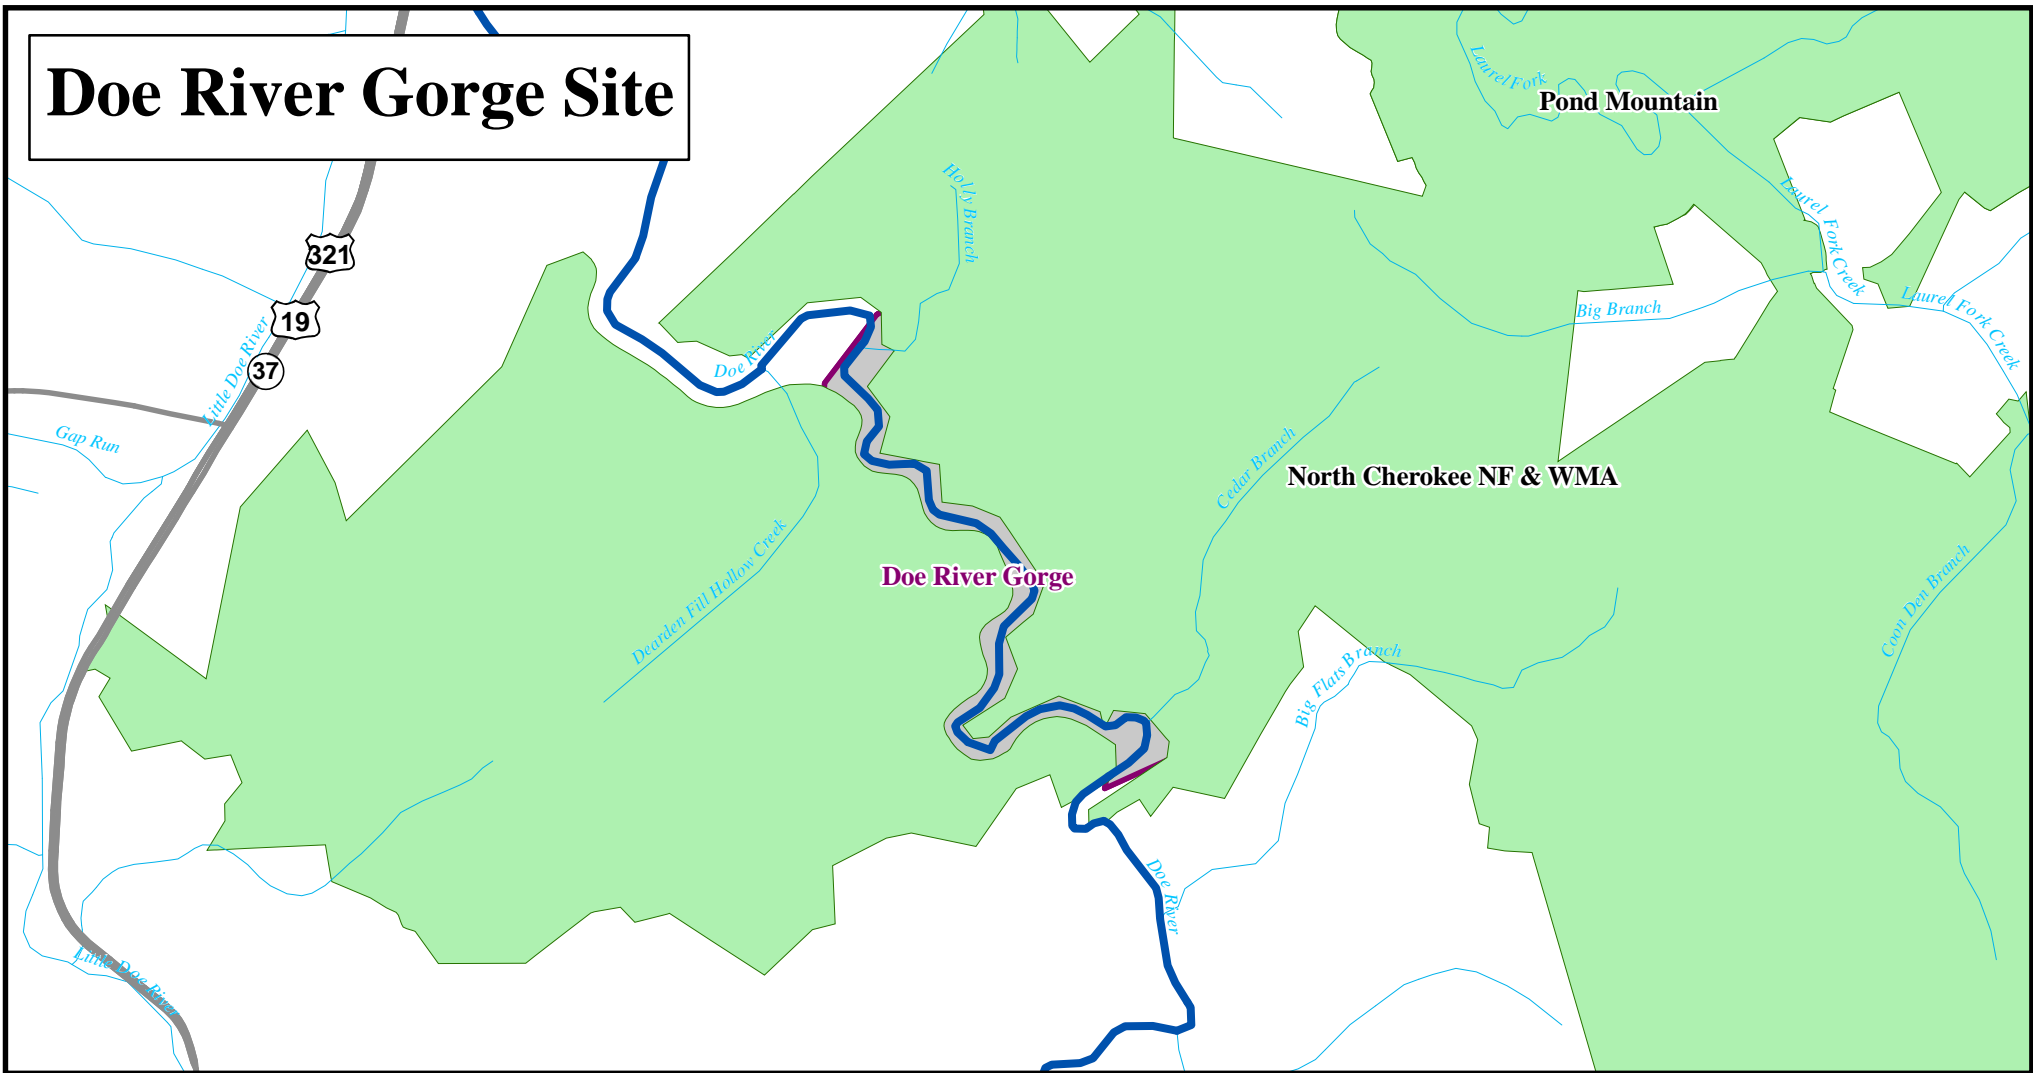 Doe River Gorge Site
Laurel Fork
Pond Mountain
Holly Branch
Laurel Fork Creek
321
Big Branch
Laurel Fork Creek
19
Little Doe River
Doe River
37
Gap Run
Cedar Branch
North Cherokee NF & WMA
Dearden Fill Hollow Creek
Doe River Gorge
Coon Den Branch
Big Flats Branch
Doe River
Little Doe River